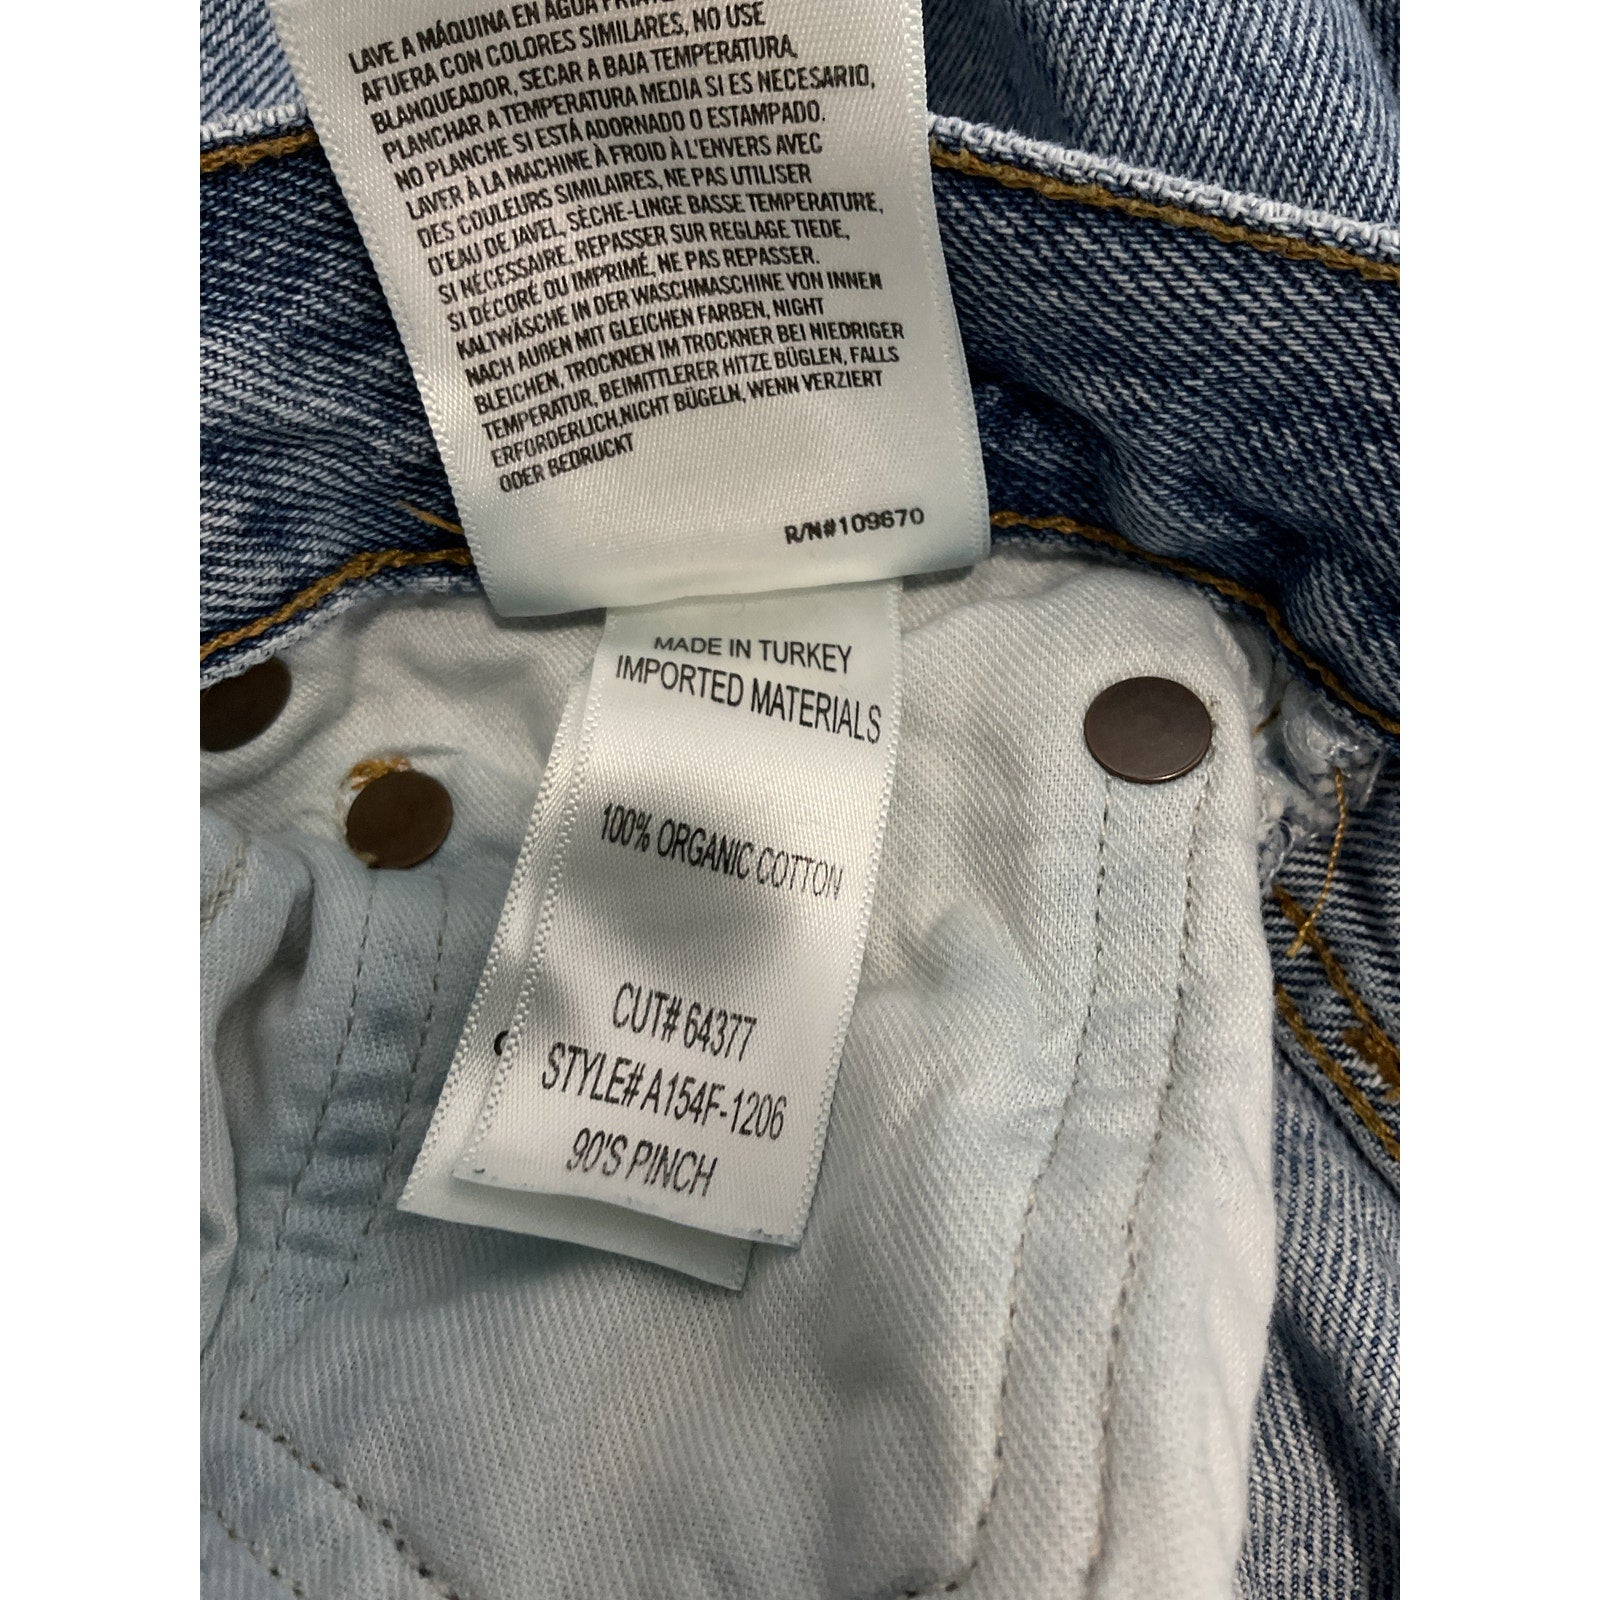 LAVE A MÁQUINA EN AGUA
AFUERA CON COLORES SIMILARES, NO USE
BLANQUEADOR, SECAR A BAJA TEMPERATURA,
PLANCHAR A TEMPERATURA MEDIA SI ES NECESARIO,
NO PLANCHE SI ESTÁ ADORNADO O ESTAMPADO.
LAVER À LA MACHINE À FROID À L'ENVERS AVEC
DES COULEURS SIMILAIRES, NE PAS UTILISER
D'EAU DE JAVEL, SÈCHE-LINGE BASSE TEMPERATURE,
SI NÉCESSAIRE, REPASSER SUR REGLAGE TIEDE,
SI DÉCORÉ OU IMPRIMÉ, NE PAS REPASSER.
KALTWÄSCHE IN DER WASCHMASCHINE VON INNEN
NACH AUßEN MIT GLEICHEN FARBEN, NIGHT
BLEICHEN, TROCKNEN IM TROCKNER BEI NIEDRIGER
TEMPERATUR, BEIMITTLERER HITZE BÜGLEN, FALLS
ERFORDERLICH,NICHT BÜGELN, WENN VERZIERT
ODER BEDRUCKT
R/N#109670
MADE IN TURKEY
IMPORTED MATERIALS
100% ORGANIC COTTON
CUT# 64377
STYLE# A154F-1206
90'S PINCH